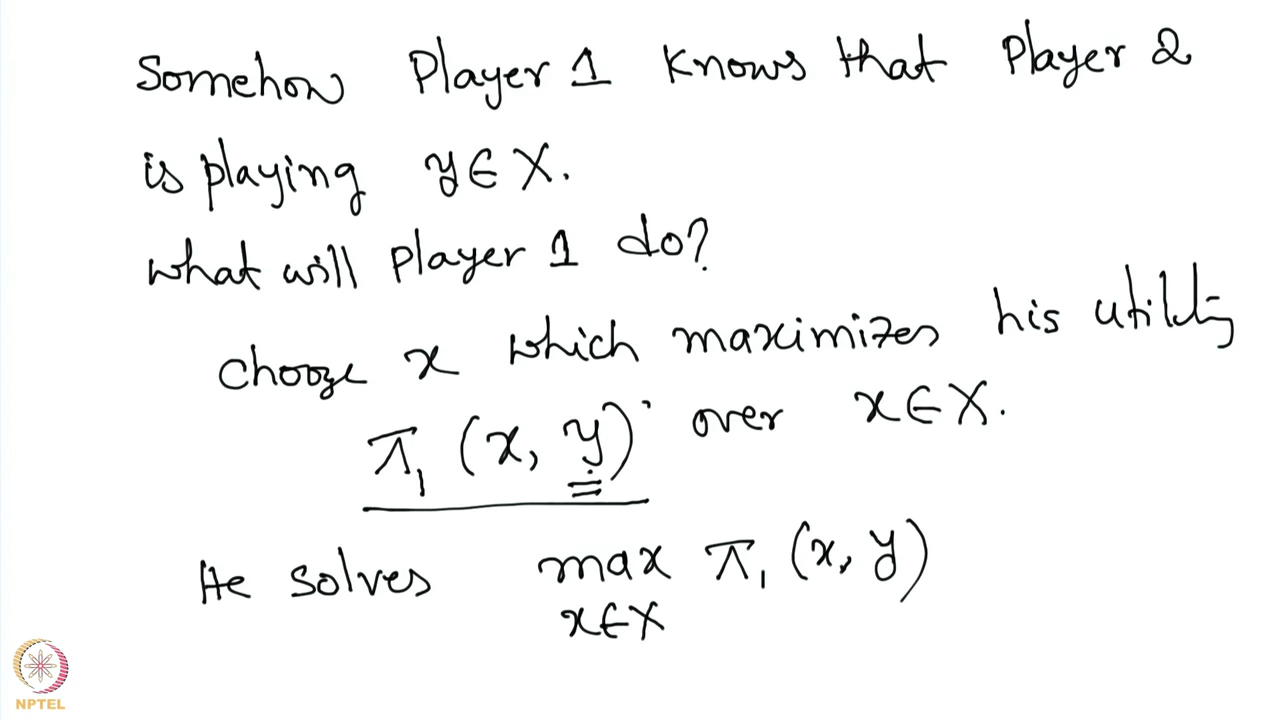 Somehow Player 1 knows that Player 2
is playing y ∈ X.
what will player 1 do?
choose x which maximizes his utility
π₁ (x, y) over x ∈ X.
He solves max π₁ (x, y)
x ∈ X
NPTEL